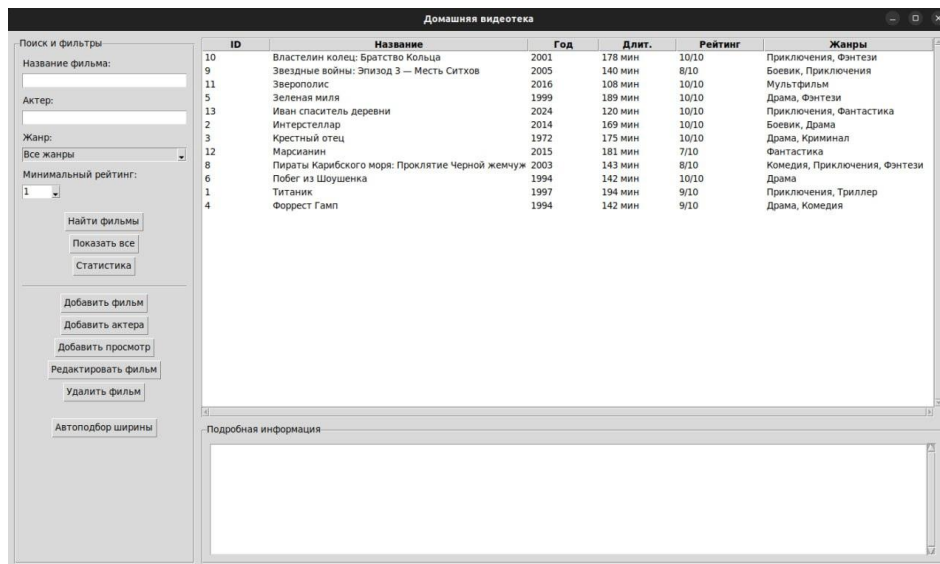 Домашняя видеотека
Поиск и фильтры
Название фильма:
Актер:
Жанр:
Все жанры
Минимальный рейтинг:
1
Найти фильмы
Показать все
Статистика
Добавить фильм
Добавить актера
Добавить просмотр
Редактировать фильм
Удалить фильм
Автоподбор ширины
ID Название Год Длит. Рейтинг Жанры
10 Властелин колец: Братство Кольца 2001 178 мин 10/10 Приключения, Фэнтези
9 Звездные войны: Эпизод 3 — Месть Ситхов 2005 140 мин 8/10 Боевик, Приключения
11 Зверополис 2016 108 мин 10/10 Мультфильм
5 Зеленая миля 1999 189 мин 10/10 Драма, Фэнтези
13 Иван спаситель деревни 2024 120 мин 10/10 Приключения, Фантастика
2 Интерстеллар 2014 169 мин 10/10 Боевик, Драма
3 Крестный отец 1972 175 мин 10/10 Драма, Криминал
12 Марсианин 2015 181 мин 7/10 Фантастика
8 Пираты Карибского моря: Проклятие Черной жемчуж 2003 143 мин 8/10 Комедия, Приключения, Фэнтези
6 Побег из Шоушенка 1994 142 мин 10/10 Драма
1 Титаник 1997 194 мин 9/10 Приключения, Триллер
4 Форрест Гамп 1994 142 мин 9/10 Драма, Комедия
Подробная информация